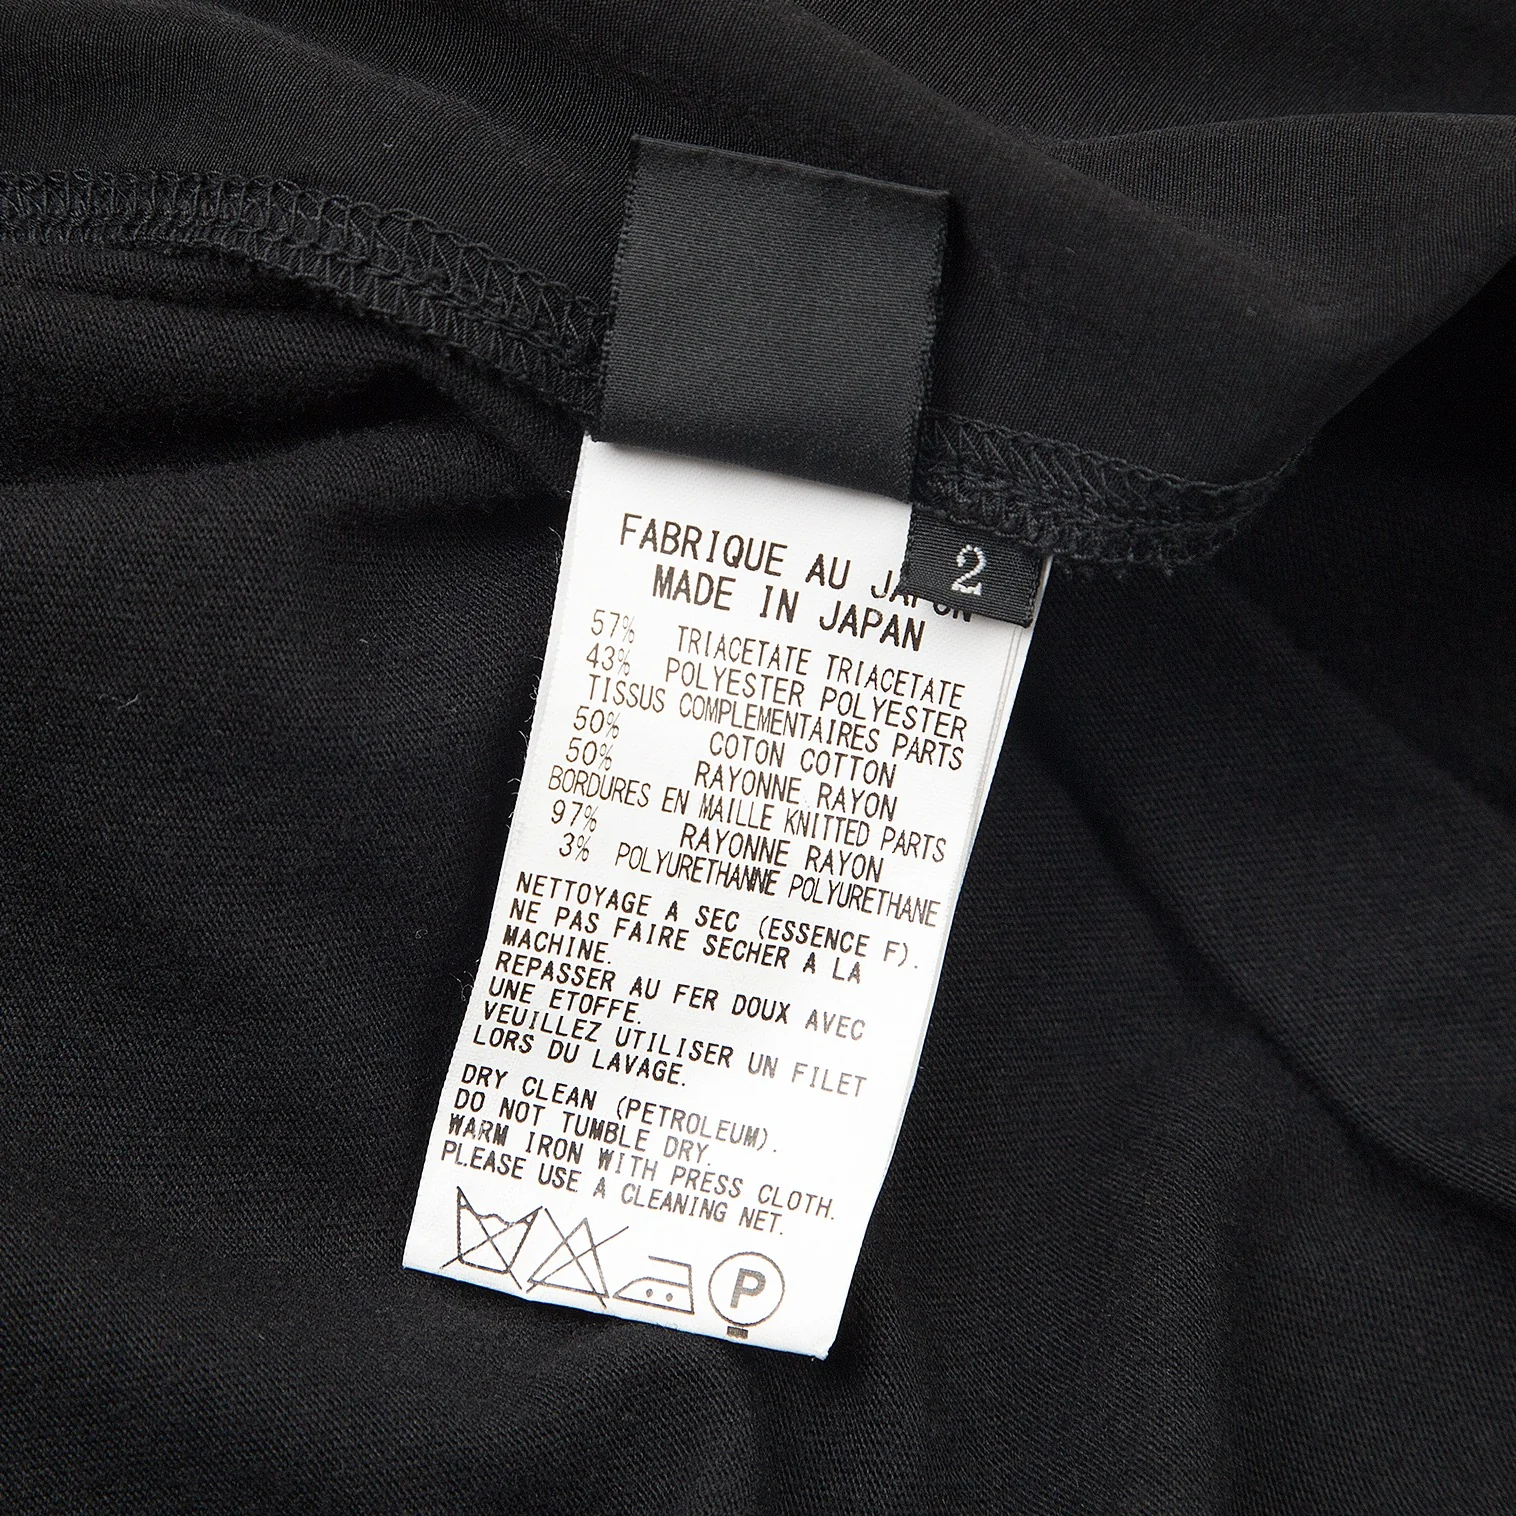 FABRIQUE AU JAPON
2
MADE IN JAPAN
57% TRIACETATE TRIACETATE
43% POLYESTER POLYESTER
TISSUS COMPLEMENTAIRES PARTS
50% COTON COTTON
50% RAYONNE RAYON
BORDURES EN MAILLE KNITTED PARTS
97% RAYONNE RAYON
3% POLYURETHANNE POLYURETHANE
NETTOYAGE A SEC (ESSENCE F).
NE PAS FAIRE SECHER A LA
MACHINE.
REPASSER AU FER DOUX AVEC
UNE ETOFFE.
VEUILLEZ UTILISER UN FILET
LORS DU LAVAGE.
DRY CLEAN (PETROLEUM).
DO NOT TUMBLE DRY.
WARM IRON WITH PRESS CLOTH.
PLEASE USE A CLEANING NET.
P